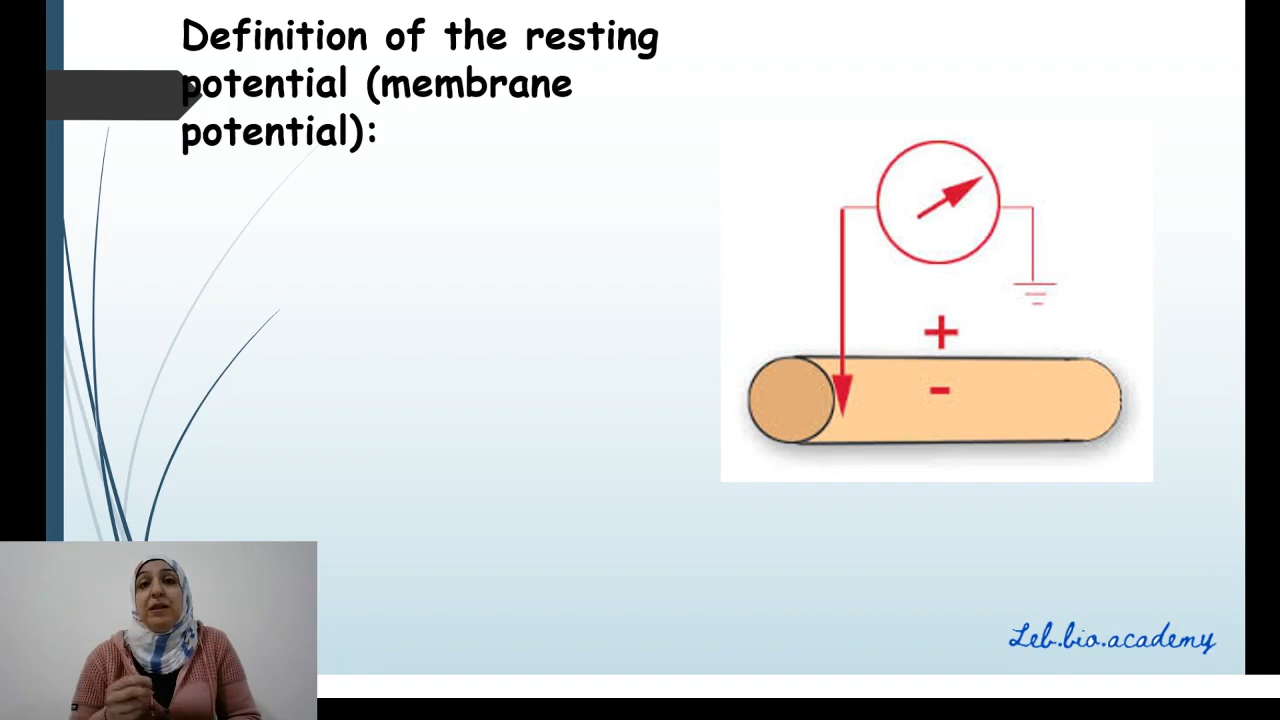 Definition of the resting
potential (membrane
potential):
+
-
Leb.bio.academy